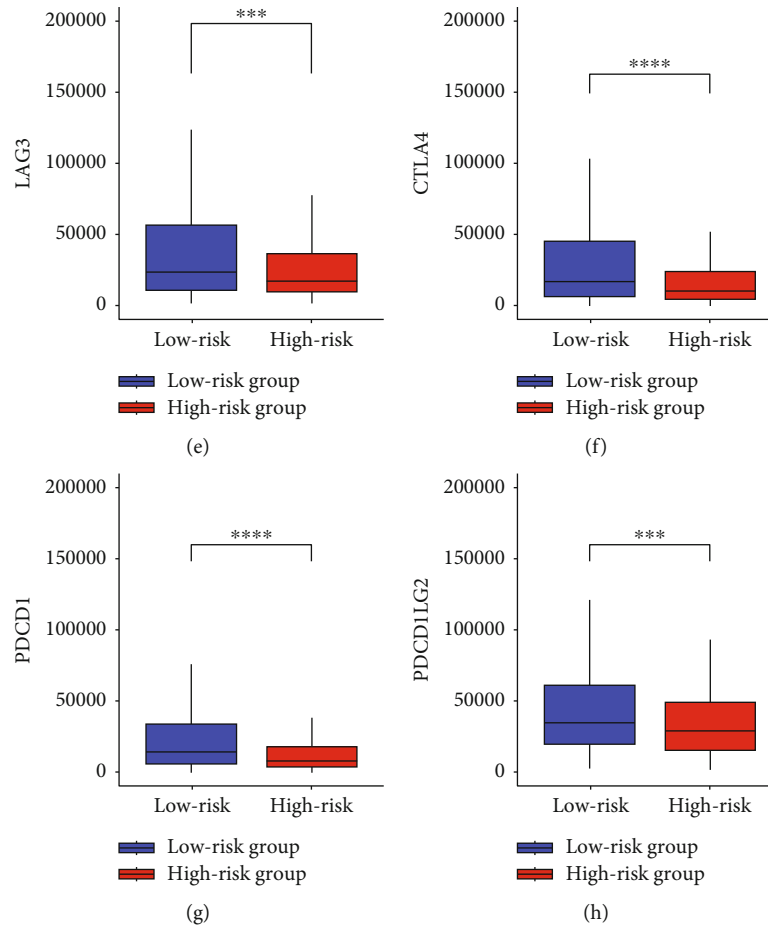 200000
150000
100000
50000
0
LAG3
***
Low-risk High-risk
Low-risk group
High-risk group
(e)
200000
150000
100000
50000
0
CTLA4
****
Low-risk High-risk
Low-risk group
High-risk group
(f)
200000
150000
100000
50000
0
PDCD1
****
Low-risk High-risk
Low-risk group
High-risk group
(g)
200000
150000
100000
50000
0
PDCD1LG2
***
Low-risk High-risk
Low-risk group
High-risk group
(h)